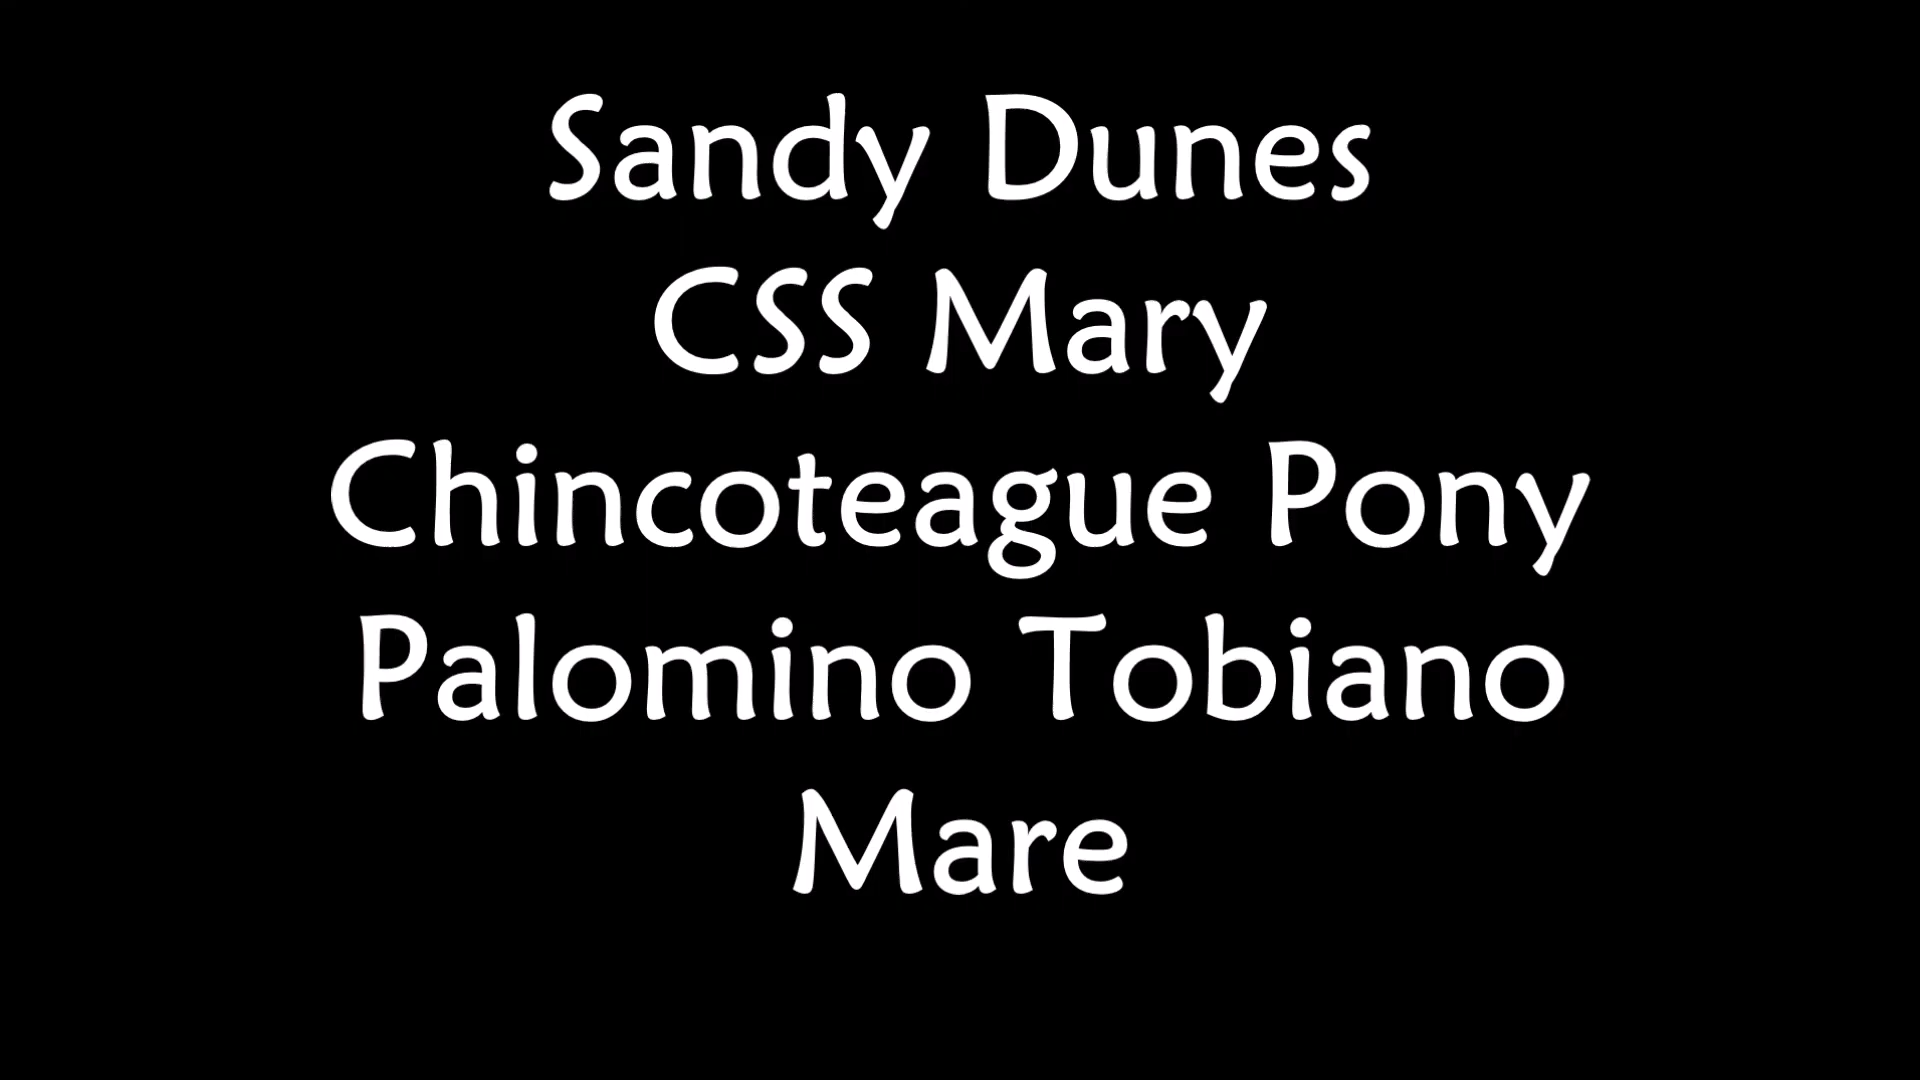 Sandy Dunes
CSS Mary
Chincoteague Pony
Palomino Tobiano
Mare